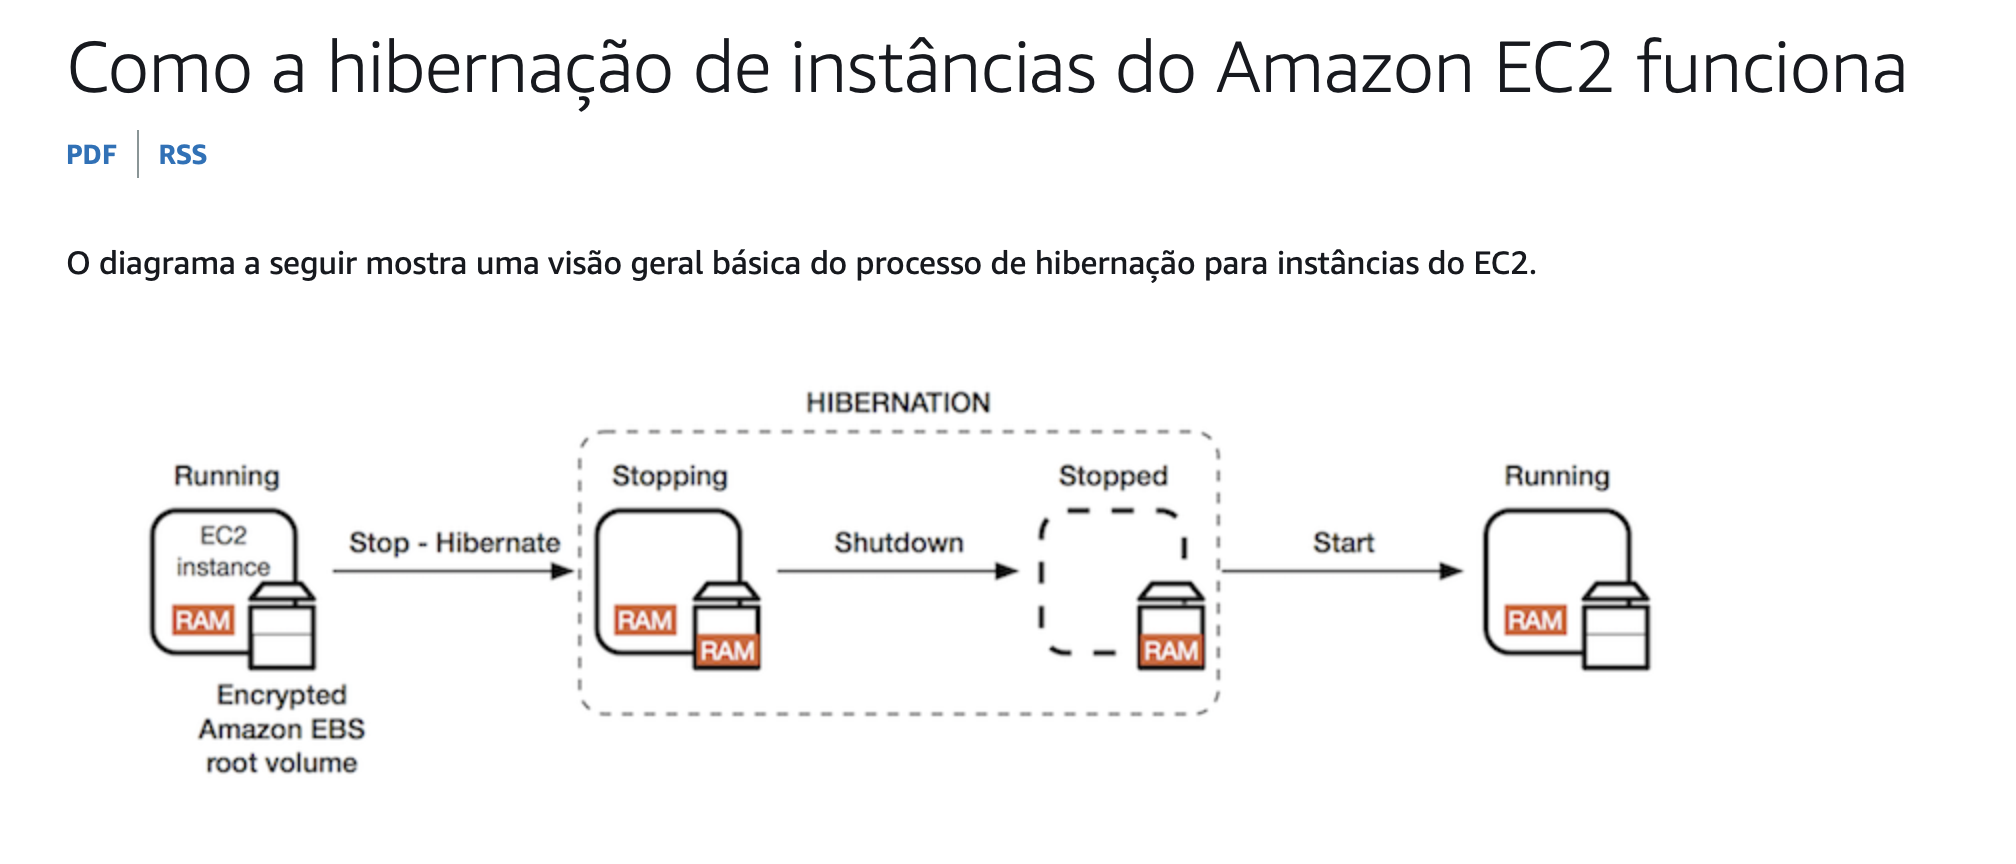 Como a hibernação de instâncias do Amazon EC2 funciona
PDF
RSS
O diagrama a seguir mostra uma visão geral básica do processo de hibernação para instâncias do EC2.
HIBERNATION
Running
Stopping
Stopped
Running
EC2
instance
Stop - Hibernate
Shutdown
Start
RAM
RAM
RAM
RAM
RAM
Encrypted
Amazon EBS
root volume